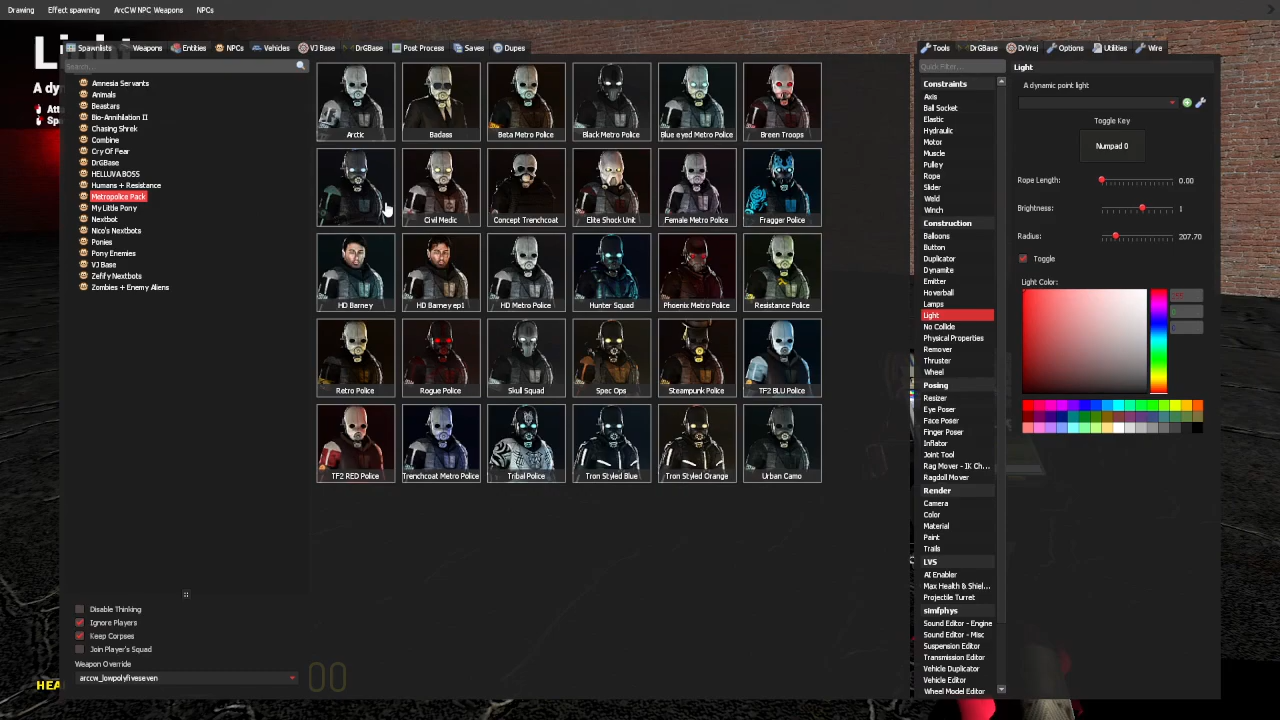 Drawing Effect spawning ArcCW NPC Weapons NPCs
Spawnlists Weapons Entities NPCs Vehicles VJ Base DrGBase Post Process Saves Dupes
Search...
Amnesia Servants
Animals
Beastars
Bio-Annihilation II
Chasing Shrek
Combine
Cry Of Fear
DrGBase
HELLUVA BOSS
Humans + Resistance
Metropolice Pack
My Little Pony
Nextbot
Nico's Nextbots
Ponies
Pony Enemies
VJ Base
Zefify Nextbots
Zombies + Enemy Aliens
Disable Thinking
Ignore Players
Keep Corpses
Join Player's Squad
Weapon Override
arccw_lowpolyfiveseven
Arctic
Badass
Beta Metro Police
Black Metro Police
Blue eyed Metro Police
Breen Troops
Civil Medic
Concept Trenchcoat
Elite Shock Unit
Female Metro Police
Fragger Police
HD Barney
HD Barney ep1
HD Metro Police
Hunter Squad
Phoenix Metro Police
Resistance Police
Retro Police
Rogue Police
Skull Squad
Spec Ops
Steampunk Police
TF2 BLU Police
TF2 RED Police
Trenchcoat Metro Police
Tribal Police
Tron Styled Blue
Tron Styled Orange
Urban Camo
Tools DrGBase DrVrej Options Utilities Wire
Quick Filter...
Constraints
Axis
Ball Socket
Elastic
Hydraulic
Motor
Muscle
Pulley
Rope
Slider
Weld
Winch
Construction
Balloons
Button
Duplicator
Dynamite
Emitter
Hoverball
Lamps
Light
No Collide
Physical Properties
Remover
Thruster
Wheel
Posing
Resizer
Eye Poser
Face Poser
Finger Poser
Inflator
Joint Tool
Rag Mover - IK Ch...
Ragdoll Mover
Render
Camera
Color
Material
Paint
Trails
LVS
AI Enabler
Max Health & Shiel...
Projectile Turret
simfphys
Sound Editor - Engine
Sound Editor - Misc
Suspension Editor
Transmission Editor
Vehicle Duplicator
Vehicle Editor
Wheel Model Editor
Light
A dynamic point light
Toggle Key
Numpad 0
Rope Length: 0.00
Brightness: 1
Radius: 207.70
Toggle
Light Color: